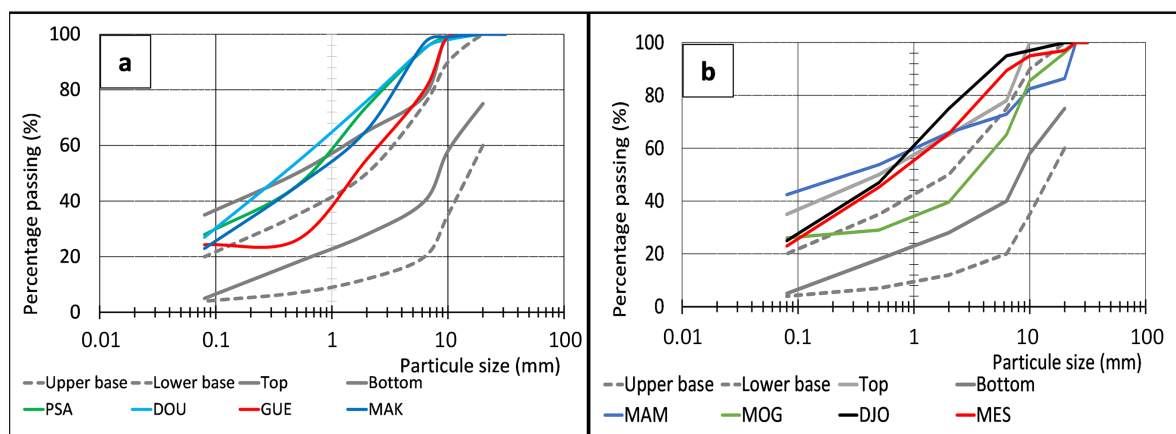 a
Percentage passing (%)
100
80
60
40
20
0
0.01 0.1 1 10 100
Particule size (mm)
Upper base Lower base Top Bottom
PSA DOU GUE MAK
b
Percentage passing (%)
100
80
60
40
20
0
0.01 0.1 1 10 100
Particule size (mm)
Upper base Lower base Top Bottom
MAM MOG DJO MES